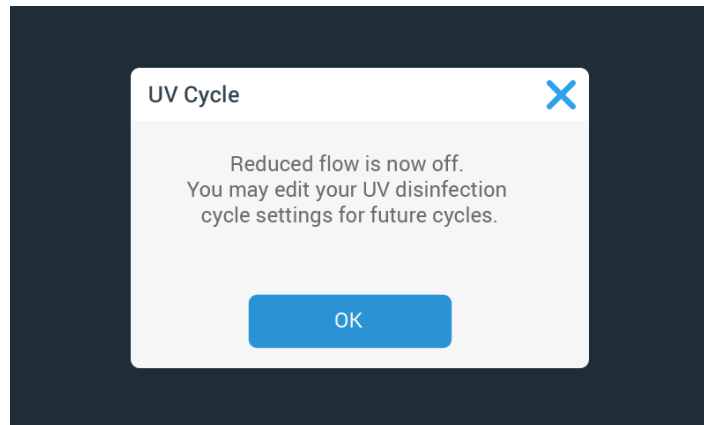 UV Cycle
Reduced flow is now off.
You may edit your UV disinfection
cycle settings for future cycles.
OK